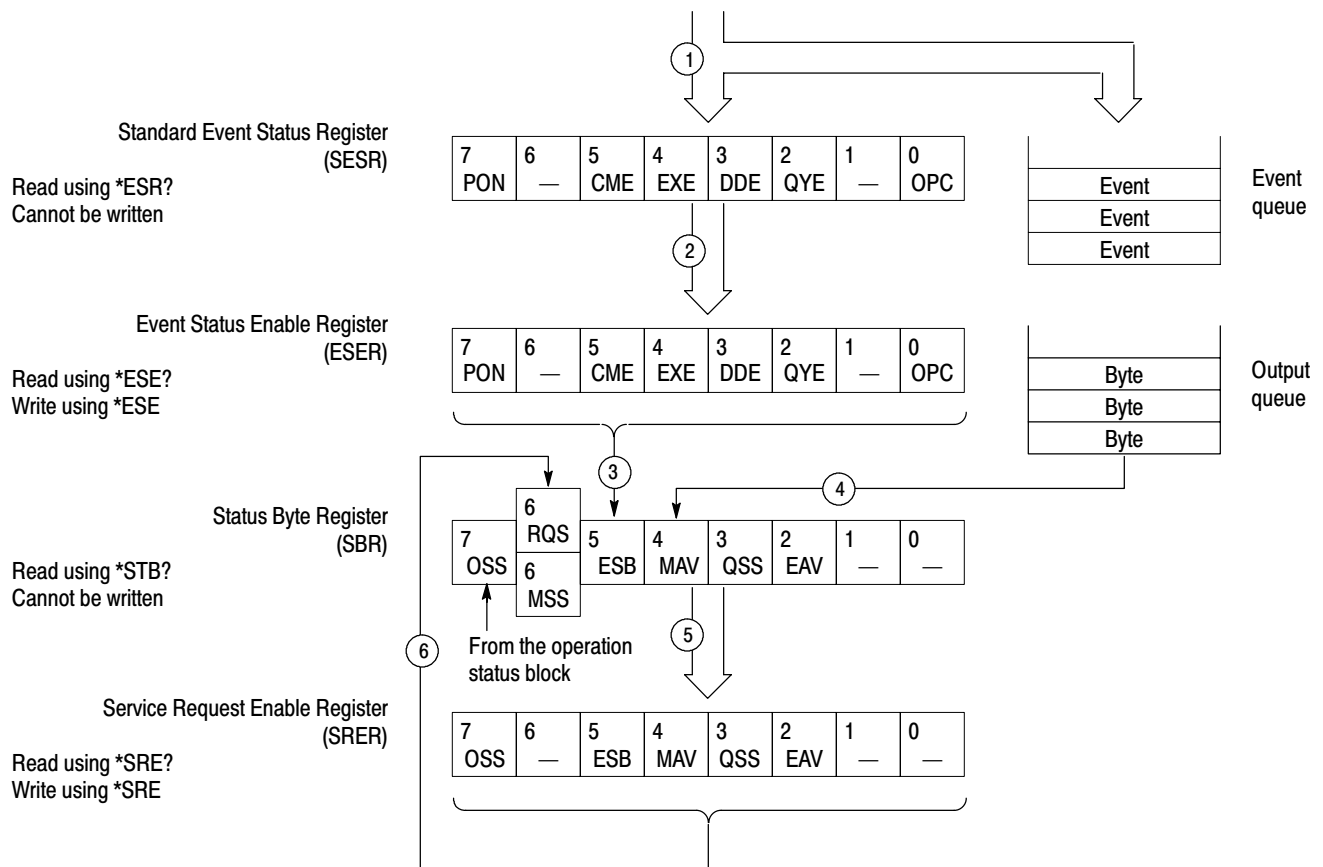 1
Standard Event Status Register
(SESR)
Read using *ESR?
Cannot be written
7 6 5 4 3 2 1 0
PON — CME EXE DDE QYE — OPC
Event
Event
Event
Event
queue
2
Event Status Enable Register
(ESER)
Read using *ESE?
Write using *ESE
7 6 5 4 3 2 1 0
PON — CME EXE DDE QYE — OPC
Byte
Byte
Byte
Output
queue
3
4
Status Byte Register
(SBR)
Read using *STB?
Cannot be written
6
RQS
7 5 4 3 2 1 0
OSS ESB MAV QSS EAV — —
6
MSS
5
6
From the operation
status block
Service Request Enable Register
(SRER)
Read using *SRE?
Write using *SRE
7 6 5 4 3 2 1 0
OSS — ESB MAV QSS EAV — —